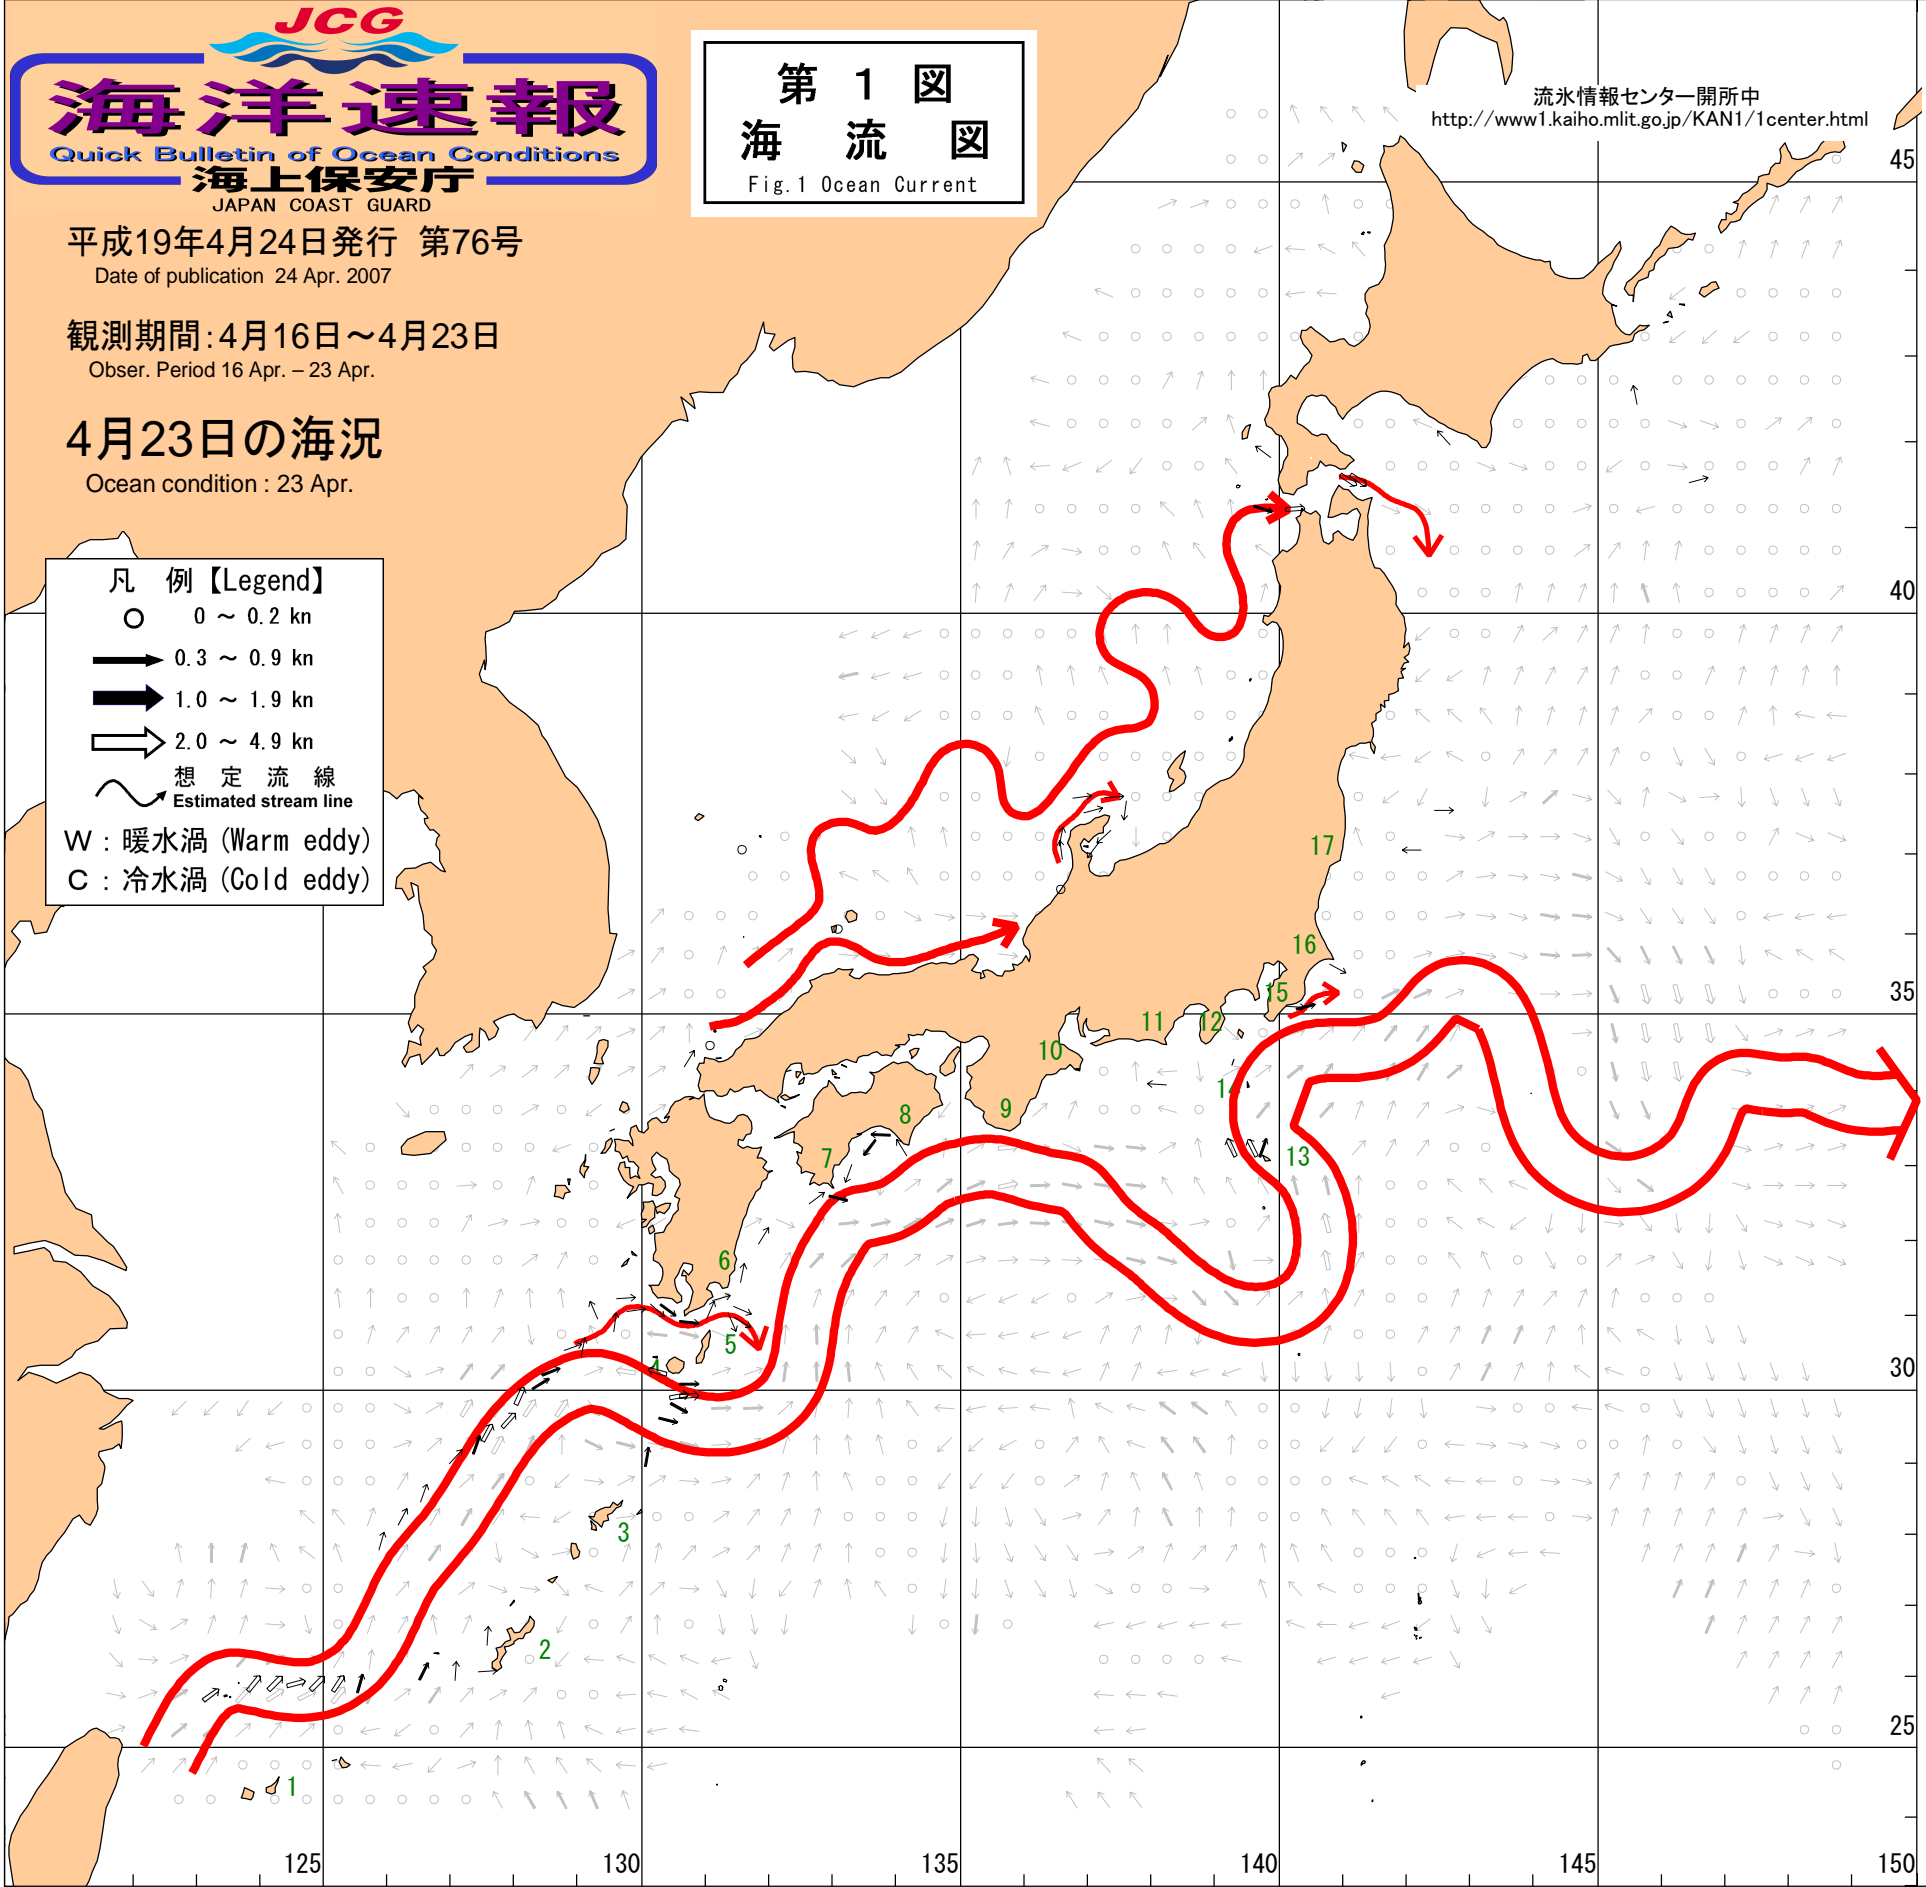 JCG
海洋速報
Quick Bulletin of Ocean Conditions
海上保安庁
JAPAN COAST GUARD
平成19年4月24日発行 第76号
Date of publication 24 Apr. 2007
観測期間:4月16日～4月23日
Obser. Period 16 Apr. – 23 Apr.
4月23日の海況
Ocean condition : 23 Apr.
第 1 図
海 流 図
Fig.1 Ocean Current
流氷情報センター開所中
http://www1.kaiho.mlit.go.jp/KAN1/1center.html
凡 例【Legend】
0 ～ 0.2 kn
0.3 ～ 0.9 kn
1.0 ～ 1.9 kn
2.0 ～ 4.9 kn
想 定 流 線
Estimated stream line
W : 暖水渦 (Warm eddy)
C : 冷水渦 (Cold eddy)
45
40
17
16
15
35
11
12
10
14
9
8
13
7
6
5
4
30
3
2
25
1
125
130
135
140
145
150